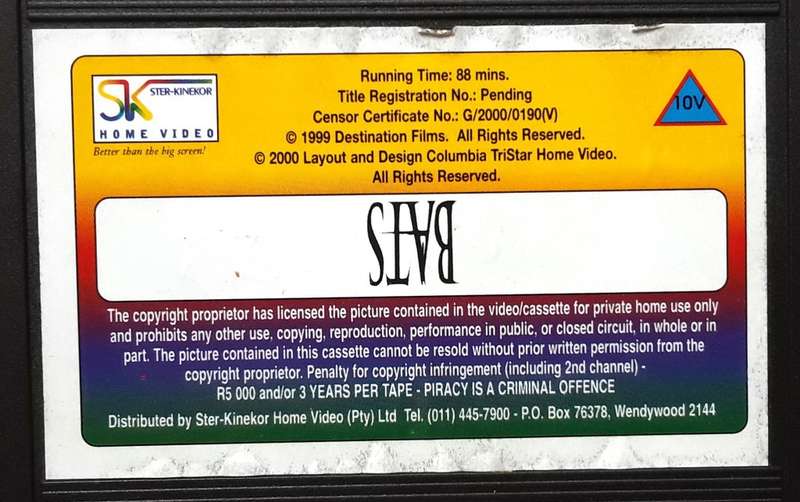 SK STER-KINEKOR
HOME VIDEO
Better than the big screen!
Running Time: 88 mins.
Title Registration No.: Pending
Censor Certificate No.: G/2000/0190(V)
© 1999 Destination Films. All Rights Reserved.
© 2000 Layout and Design Columbia TriStar Home Video.
All Rights Reserved.
10V
BATS
The copyright proprietor has licensed the picture contained in the video/cassette for private home use only
and prohibits any other use, copying, reproduction, performance in public, or closed circuit, in whole or in
part. The picture contained in this cassette cannot be resold without prior written permission from the
copyright proprietor. Penalty for copyright infringement (including 2nd channel) -
R5 000 and/or 3 YEARS PER TAPE - PIRACY IS A CRIMINAL OFFENCE
Distributed by Ster-Kinekor Home Video (Pty) Ltd Tel. (011) 445-7900 - P.O. Box 76378, Wendywood 2144